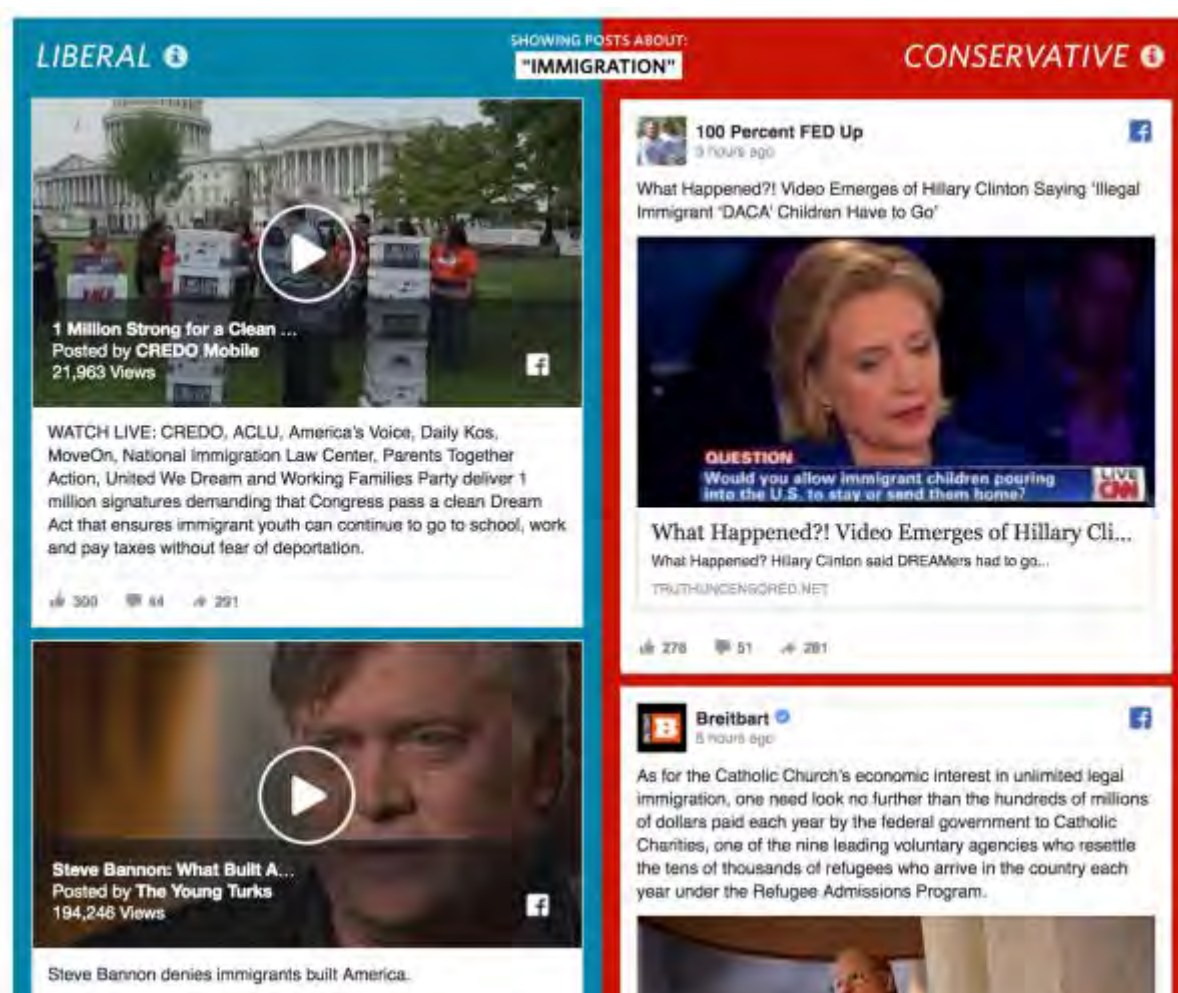 LIBERAL
SHOWING POSTS ABOUT:
"IMMIGRATION"
CONSERVATIVE
1 Million Strong for a Clean ...
Posted by CREDO Mobile
21,963 Views
WATCH LIVE: CREDO, ACLU, America's Voice, Daily Kos,
MoveOn, National Immigration Law Center, Parents Together
Action, United We Dream and Working Families Party deliver 1
million signatures demanding that Congress pass a clean Dream
Act that ensures immigrant youth can continue to go to school, work
and pay taxes without fear of deportation.
300 44 291
Steve Bannon: What Built A...
Posted by The Young Turks
194,246 Views
Steve Bannon denies immigrants built America.
100 Percent FED Up
hours ago
What Happened?! Video Emerges of Hillary Clinton Saying 'Illegal
Immigrant 'DACA' Children Have to Go'
QUESTION
Would you allow immigrant children pouring
into the U.S. to stay or send them home?
LIVE
CNN
What Happened?! Video Emerges of Hillary Cli...
What Happened? Hillary Clinton said DREAMers had to go...
TRUTHUNCENSORED.NET
276 51 281
B
Breitbart
hours ago
As for the Catholic Church's economic interest in unlimited legal
immigration, one need look no further than the hundreds of millions
of dollars paid each year by the federal government to Catholic
Charities, one of the nine leading voluntary agencies who resettle
the tens of thousands of refugees who arrive in the country each
year under the Refugee Admissions Program.